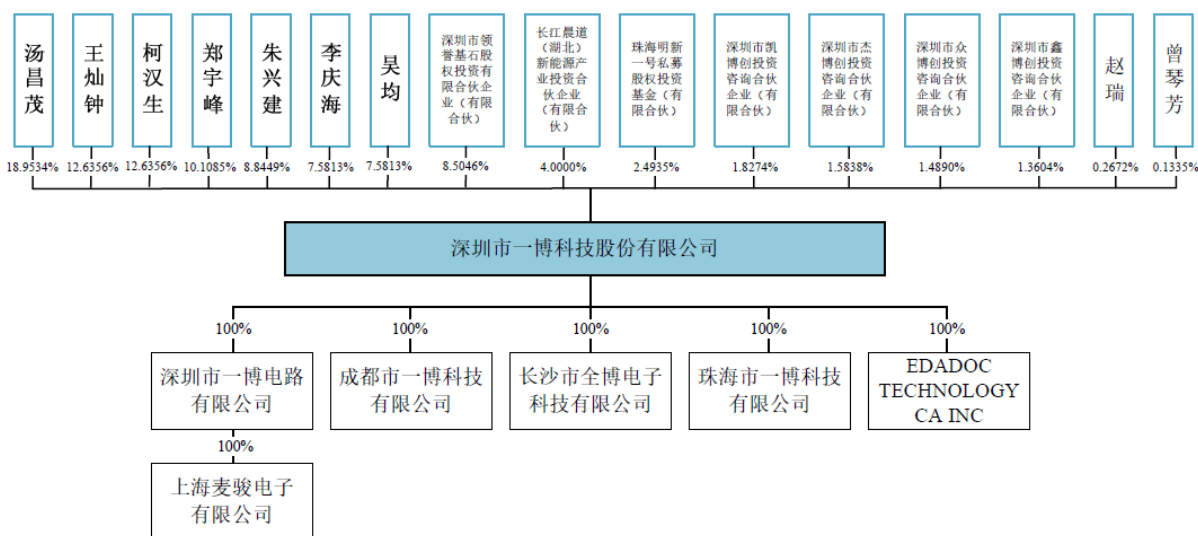 汤昌茂
王灿钟
柯汉生
郑宇峰
朱兴建
李庆海
吴均
深圳市领
誉基石股
权投资有
限合伙企
业（有限
合伙）
长江晨道
（湖北）
新能源产
业投资合
伙企业
（有限合
伙）
珠海明新
一号私募
股权投资
基金（有
限合伙）
深圳市凯
博创投资
咨询合伙
企业（有
限合伙）
深圳市杰
博创投资
咨询合伙
企业（有
限合伙）
深圳市众
博创投资
咨询合伙
企业（有
限合伙）
深圳市鑫
博创投资
咨询合伙
企业（有
限合伙）
赵瑞
曾琴芳
18.9534% 12.6356% 12.6356% 10.1085% 8.8449% 7.5813% 7.5813% 8.5046% 4.0000% 2.4935% 1.8274% 1.5838% 1.4890% 1.3604% 0.2672% 0.1335%
深圳市一博科技股份有限公司
100% 100% 100% 100% 100%
深圳市一博电路
有限公司
成都市一博科技
有限公司
长沙市全博电子
科技有限公司
珠海市一博科技
有限公司
EDADOC
TECHNOLOGY
CA INC
100%
上海麦骏电子
有限公司